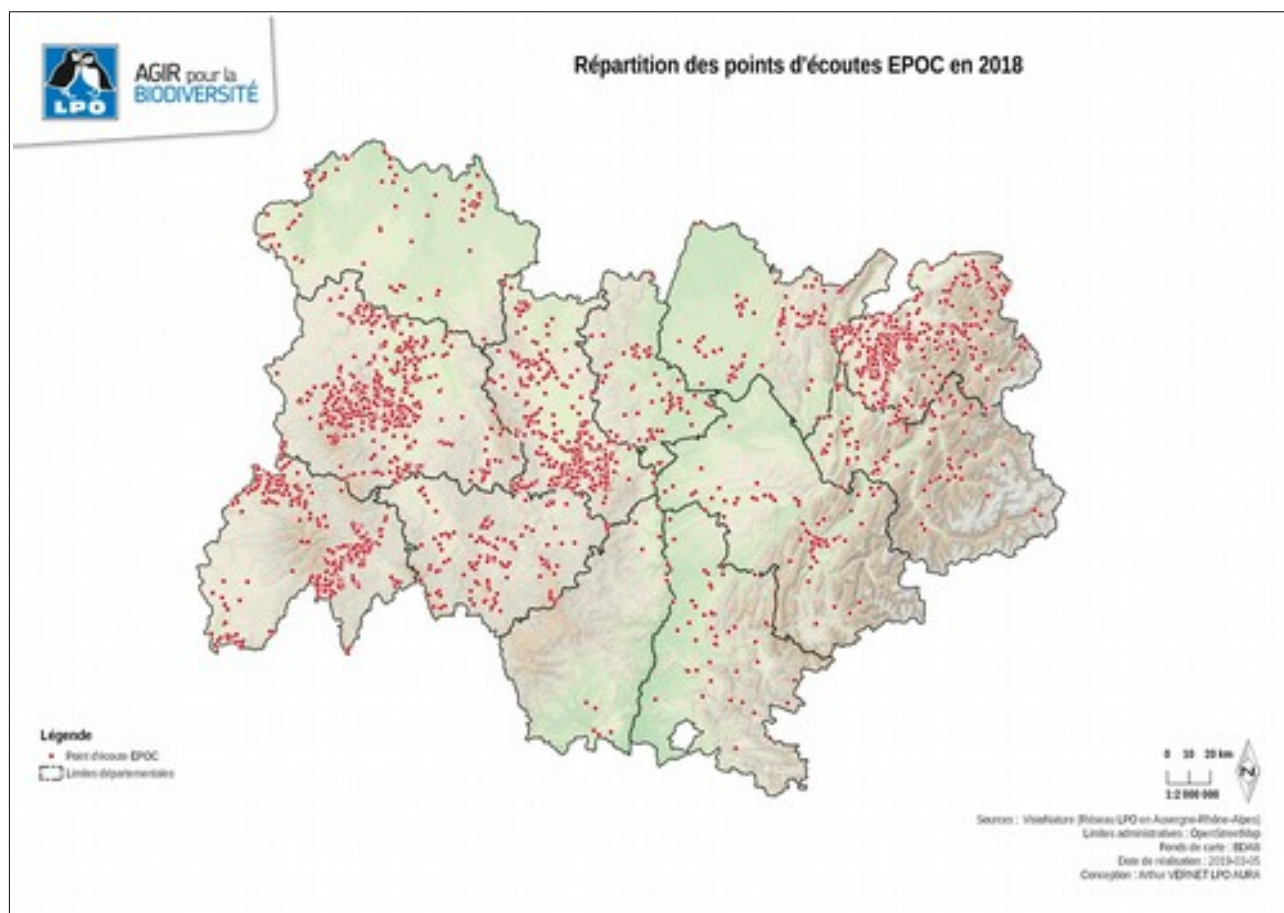 LPO
AGIR pour la
BIODIVERSITÉ
Répartition des points d'écoutes EPOC en 2018
Légende
Point d'écoute EPOC
Limites départementales
0 10 20 km
1:2 000 000
N
Sources : VisioNature (Réseau LPO en Auvergne-Rhône-Alpes)
Limites administratives : OpenStreetMap
Fonds de carte :
Date de réalisation : 2019-03-05
Conception : Arthur VERNET LPO AURA